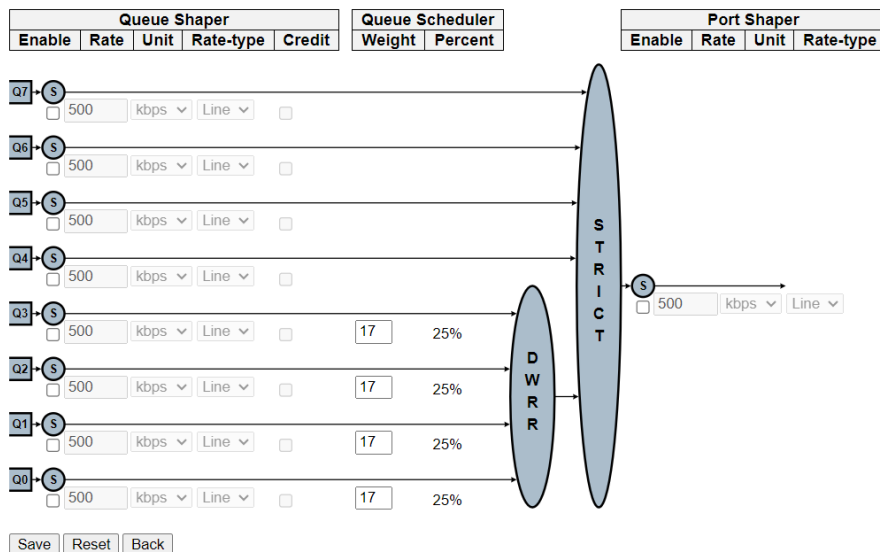 Queue Shaper Queue Scheduler Port Shaper
Enable Rate Unit Rate-type Credit Weight Percent Enable Rate Unit Rate-type
Q7 S
500 kbps Line
Q6 S
500 kbps Line
Q5 S
500 kbps Line
Q4 S
500 kbps Line
STRICT
S
500 kbps Line
Q3 S
500 kbps Line 17 25%
DWRR
Q2 S
500 kbps Line 17 25%
Q1 S
500 kbps Line 17 25%
Q0 S
500 kbps Line 17 25%
Save Reset Back